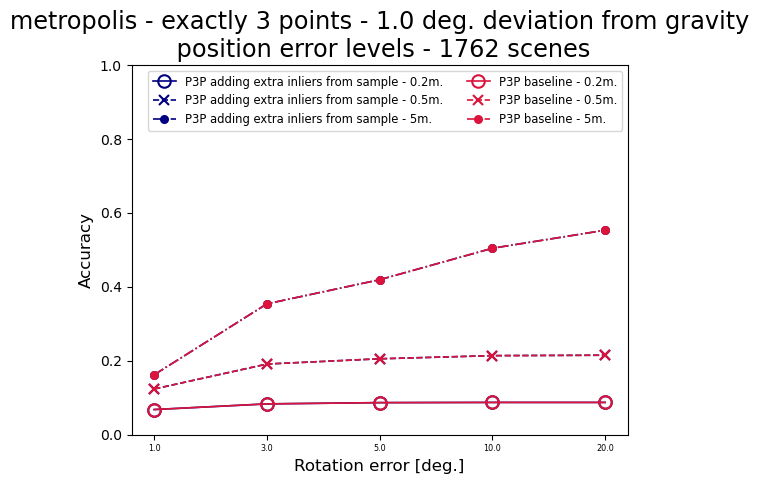 metropolis - exactly 3 points - 1.0 deg. deviation from gravity
position error levels - 1762 scenes
P3P adding extra inliers from sample - 0.2m.
P3P adding extra inliers from sample - 0.5m.
P3P adding extra inliers from sample - 5m.
P3P baseline - 0.2m.
P3P baseline - 0.5m.
P3P baseline - 5m.
1.0
0.8
0.6
0.4
0.2
0.0
Accuracy
1.0
3.0
5.0
10.0
20.0
Rotation error [deg.]